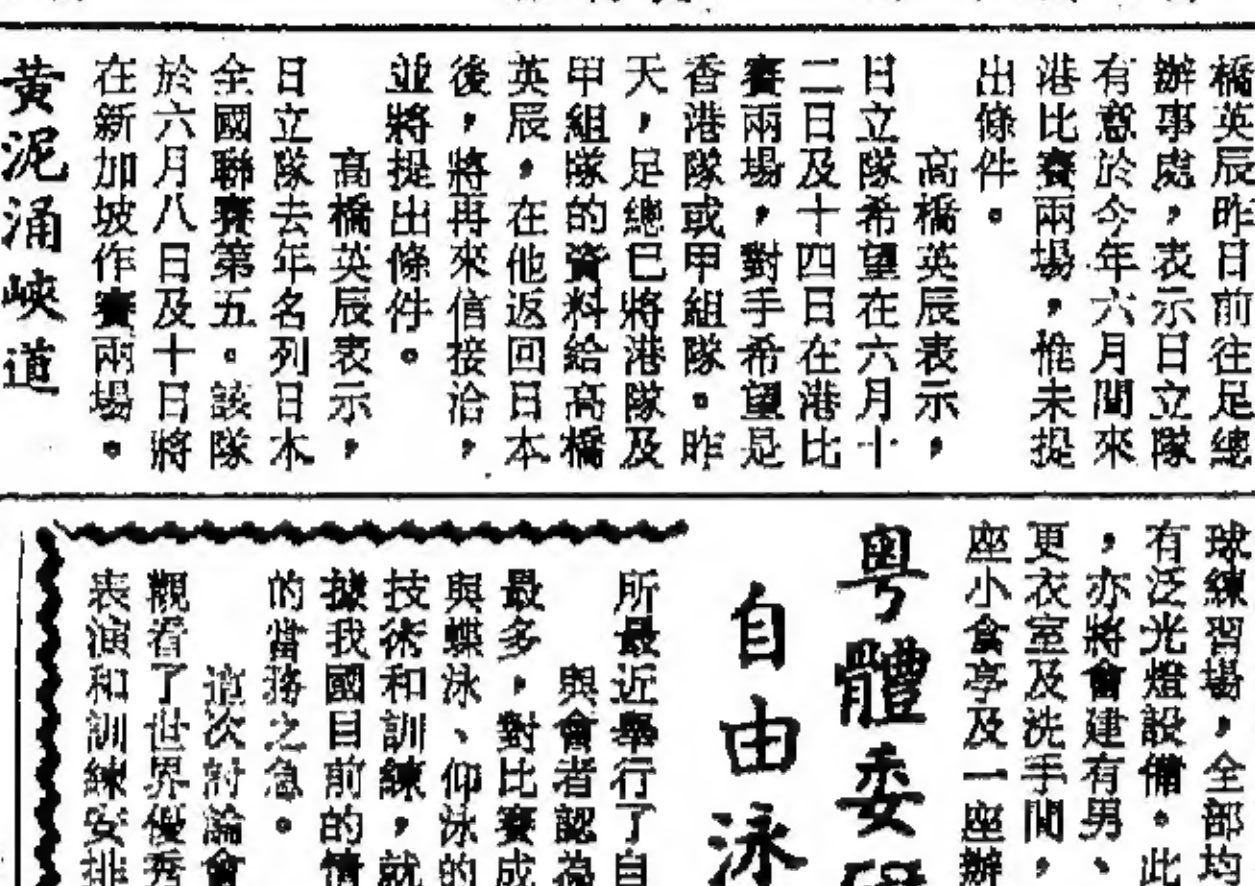 橋英辰昨日前往足總
辦事處，表示日立隊
有意於今年六月間來
港比賽兩場，惟未提
出條件。
高橋英辰表示，
日立隊希望在六月十
二日及十四日在港比
賽兩場，對手希望是
香港隊或甲組隊。昨
天，足總已將港隊及
甲組隊的資料給高橋
英辰，在他返回日本
後，將再來信接洽，
並將提出條件。
高橋英辰表示，
日立隊去年名列日本
全國聯賽第五。該隊
於六月八日及十日將
在新加坡作賽兩場。
黄泥涌峽道
球練習場，全部均
有泛光燈設備。此
，亦將會建有男、
更衣室及洗手間，
座小食亭及一座辦
粤體委
自由泳
所最近舉行了自
與會者認為
最多，對比賽成
與蝶泳、仰泳的
技術和訓練，就
據我國目前的情
的當務之急。
這次討論會
觀看了世界優秀
表演和訓練安排